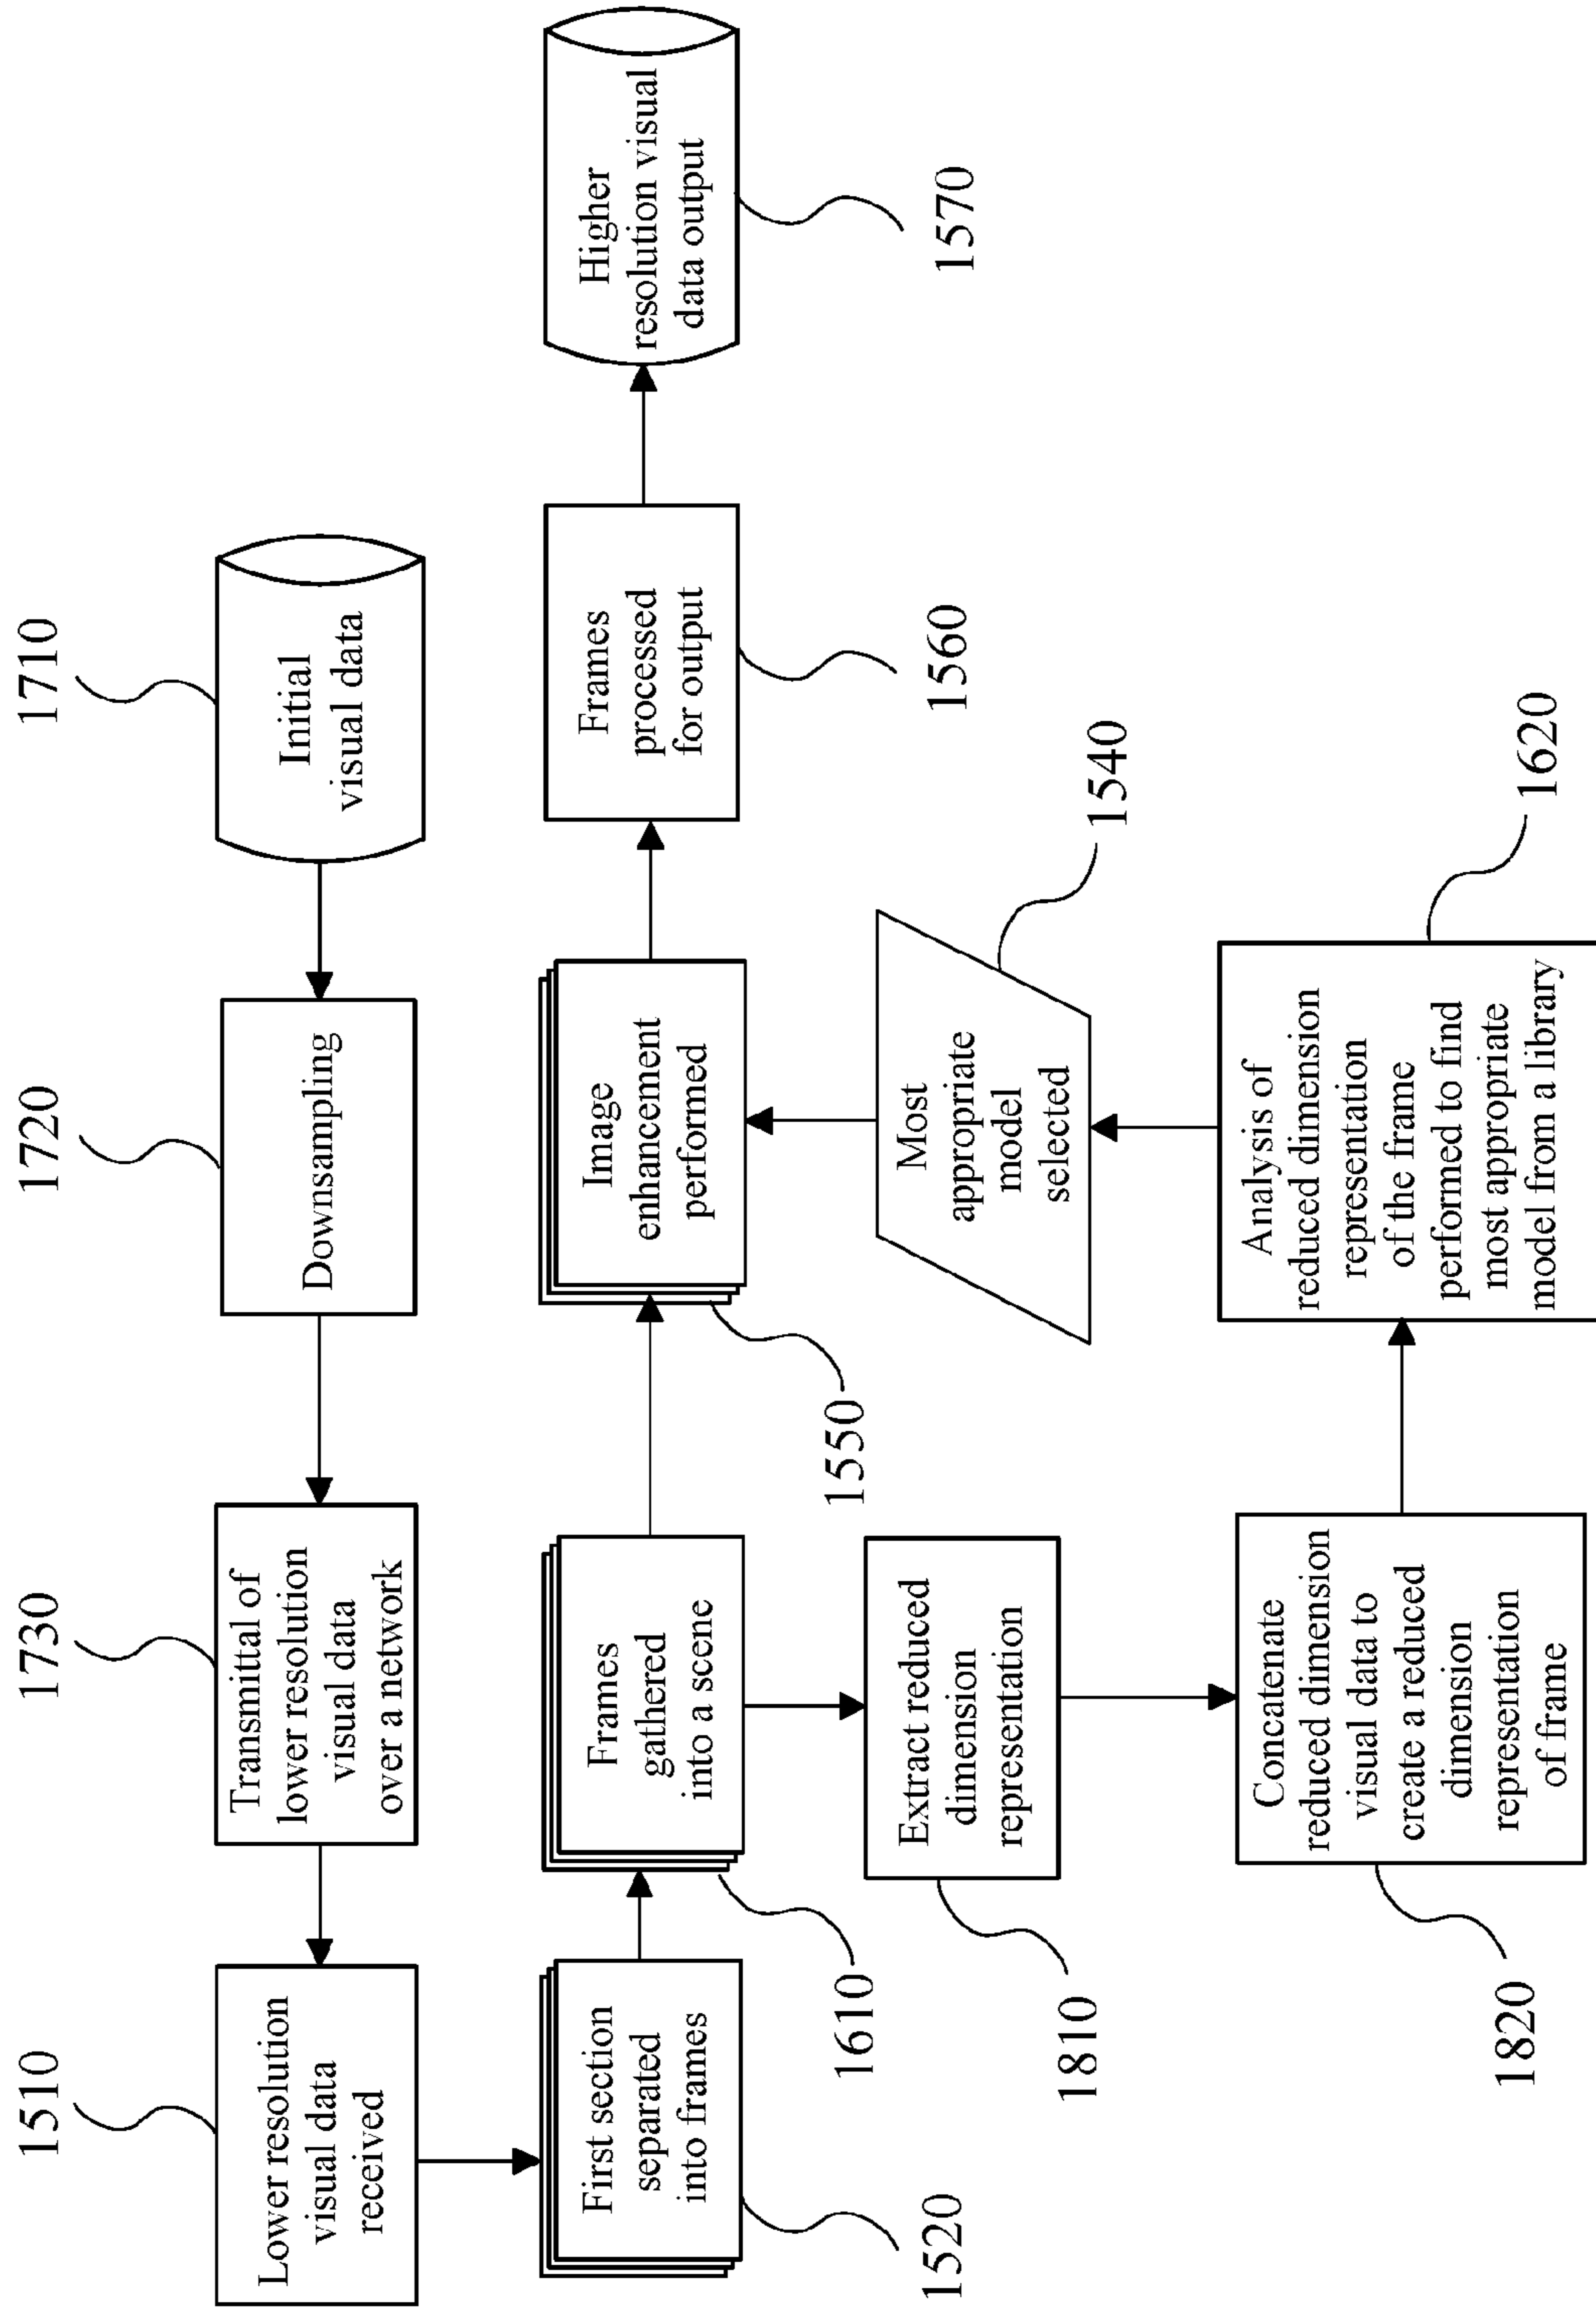 1710
Initial
visual data
1720
Downsampling
1730
Transmittal of
lower resolution
visual data
over a network
1510
Lower resolution
visual data
received
First section
separated
into frames
1520
Frames
gathered
into a scene
1610
Image
enhancement
performed
1550
Frames
processed
for output
1560
Higher
resolution visual
data output
1570
Extract reduced
dimension
representation
1810
Most
appropriate
model
selected
1540
Concatenate
reduced dimension
visual data to
create a reduced
dimension
representation
of frame
1820
Analysis of
reduced dimension
representation
of the frame
performed to find
most appropriate
model from a library
1620